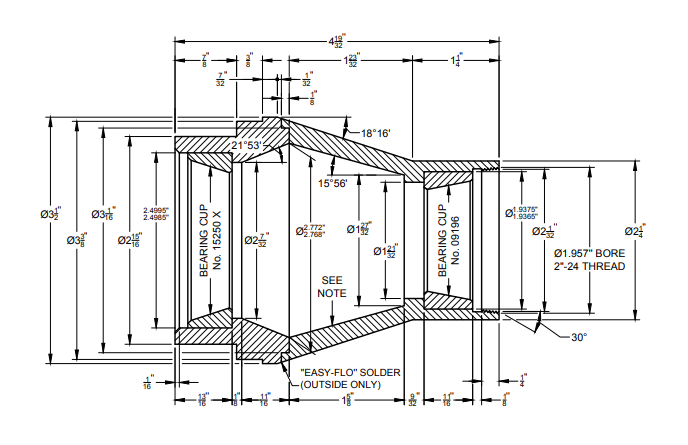 4 19/32"
7/8"
3/8"
1 23/32"
1 1/4"
7/32"
1/32"
1/8"
18°16'
21°53'
15°56'
Ø3 1/2"
Ø3 3/8"
Ø3 1/16"
Ø2 15/16"
2.4995"
2.4985"
BEARING CUP
No. 15250 X
Ø2 7/32"
Ø2.772"
2.768"
Ø1 27/32"
Ø1 21/32"
BEARING CUP
No. 09196
Ø1.9375"
1.9365"
Ø2 1/32"
Ø1.957" BORE
2"-24 THREAD
Ø2 1/4"
SEE
NOTE
30°
"EASY-FLO" SOLDER
(OUTSIDE ONLY)
1/16"
1/4"
13/16"
1/8"
11/16"
1 5/8"
9/32"
11/16"
1/8"